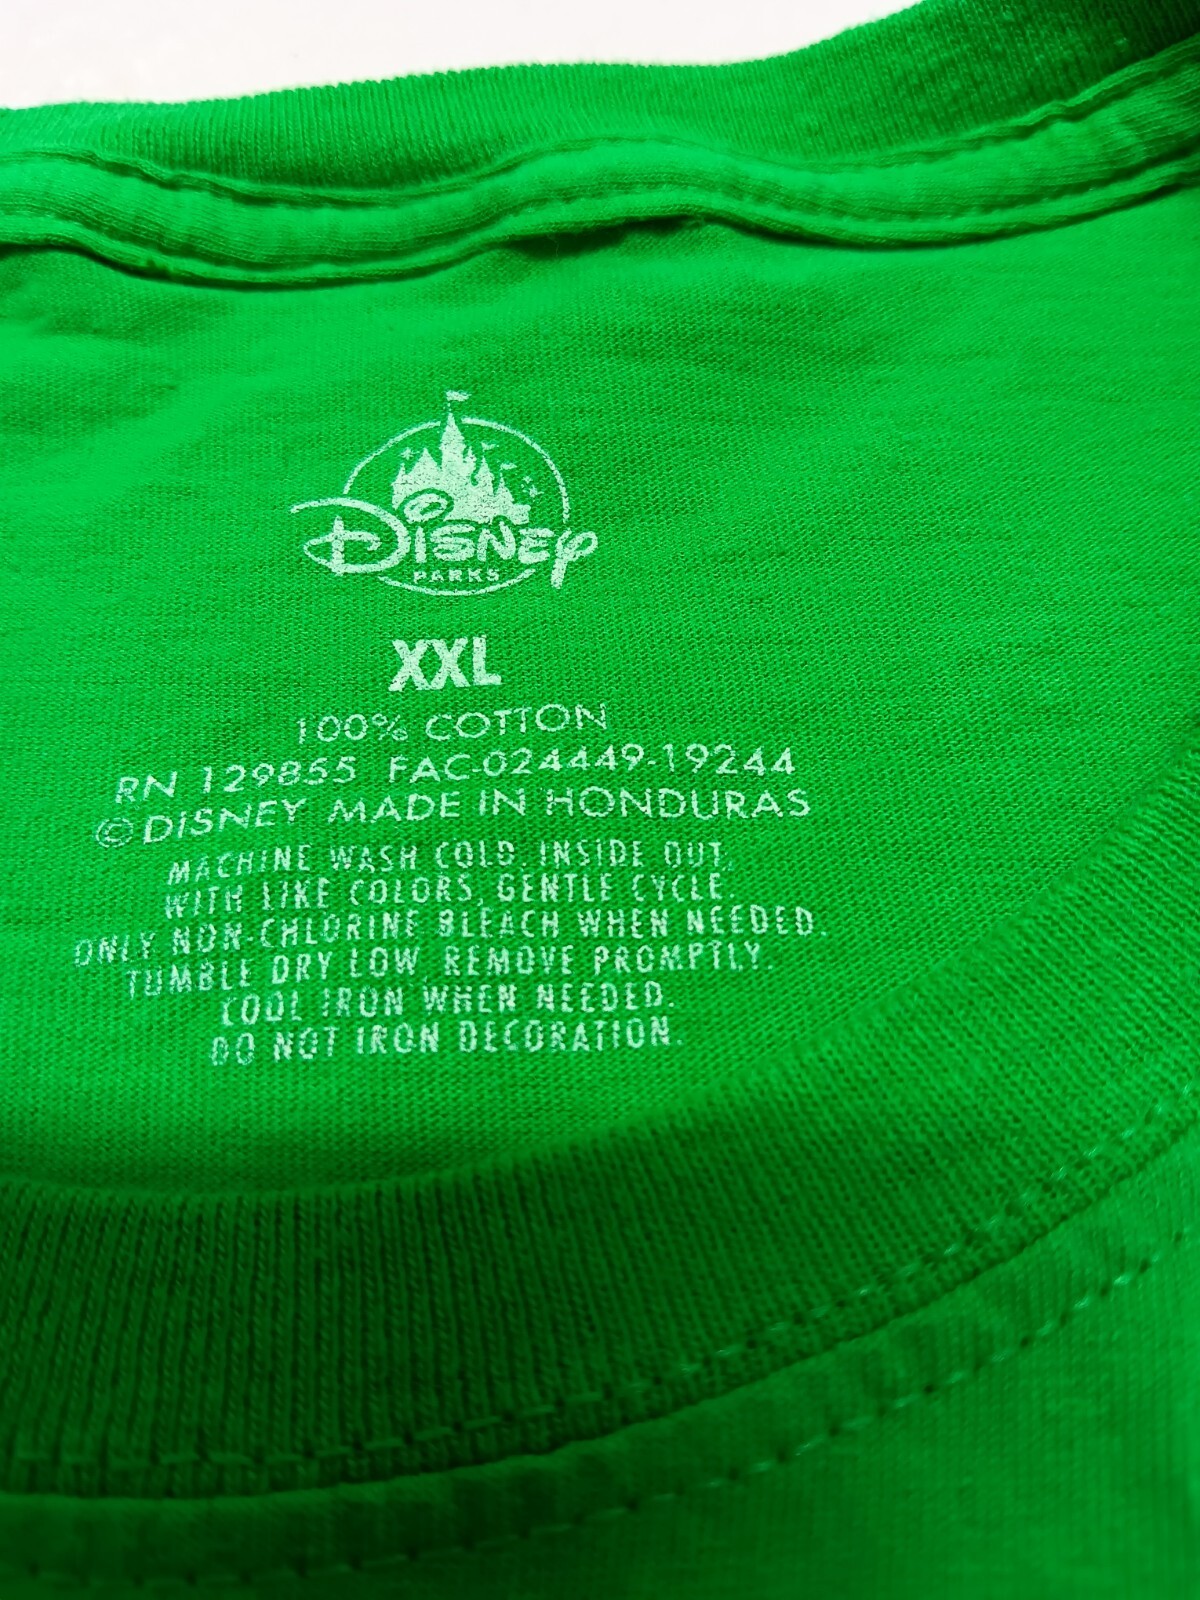 Disney
PARKS
XXL
100% COTTON
RN 129855 FAC-024449-19244
© DISNEY MADE IN HONDURAS
MACHINE WASH COLD, INSIDE OUT,
WITH LIKE COLORS, GENTLE CYCLE.
ONLY NON-CHLORINE BLEACH WHEN NEEDED.
TUMBLE DRY LOW, REMOVE PROMPTLY.
COOL IRON WHEN NEEDED.
DO NOT IRON DECORATION.